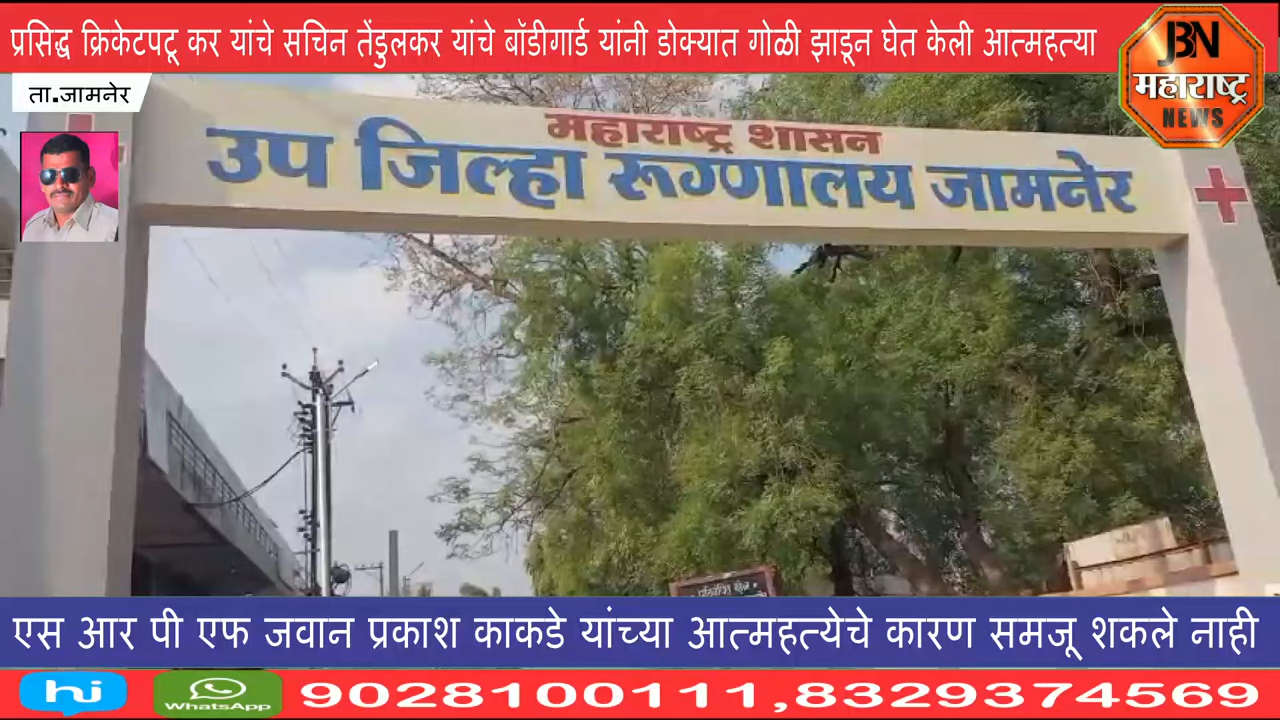 प्रसिद्ध क्रिकेटपटू कर यांचे सचिन तेंडुलकर यांचे बॉडीगार्ड यांनी डोक्यात गोळी झाडून घेत केली आत्महत्या
JBN
महाराष्ट्र
NEWS
ता.जामनेर
महाराष्ट्र शासन
उप जिल्हा रूग्णालय जामनेर
एस आर पी एफ जवान प्रकाश काकडे यांच्या आत्महत्येचे कारण समजू शकले नाही
hi
WhatsApp
9028100111,8329374569